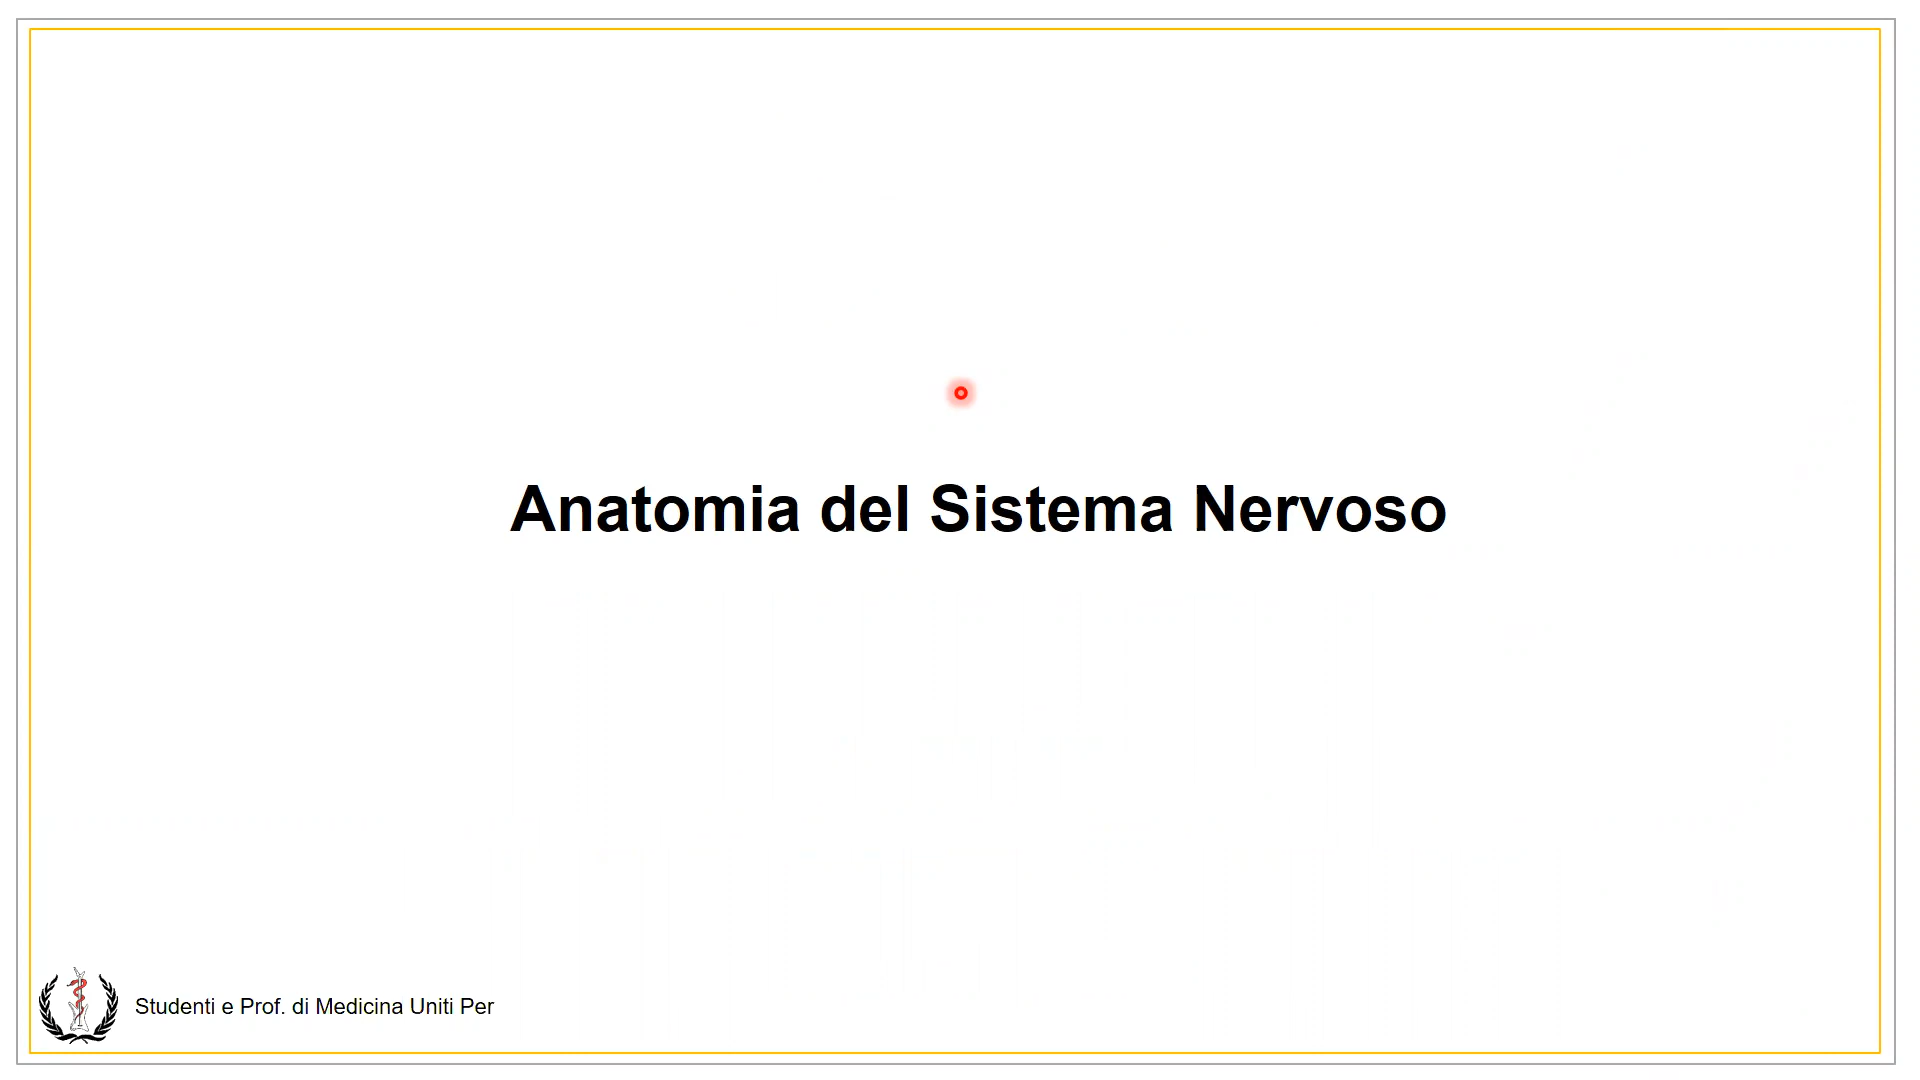 Anatomia del Sistema Nervoso
Studenti e Prof. di Medicina Uniti Per